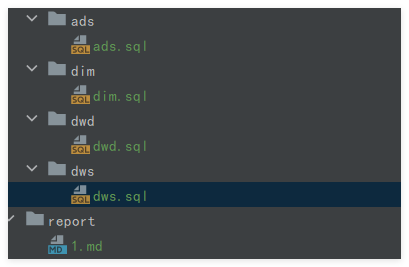 ads
SQL ads.sql
dim
SQL dim.sql
dwd
SQL dwd.sql
dws
SQL dws.sql
report
MD 1.md